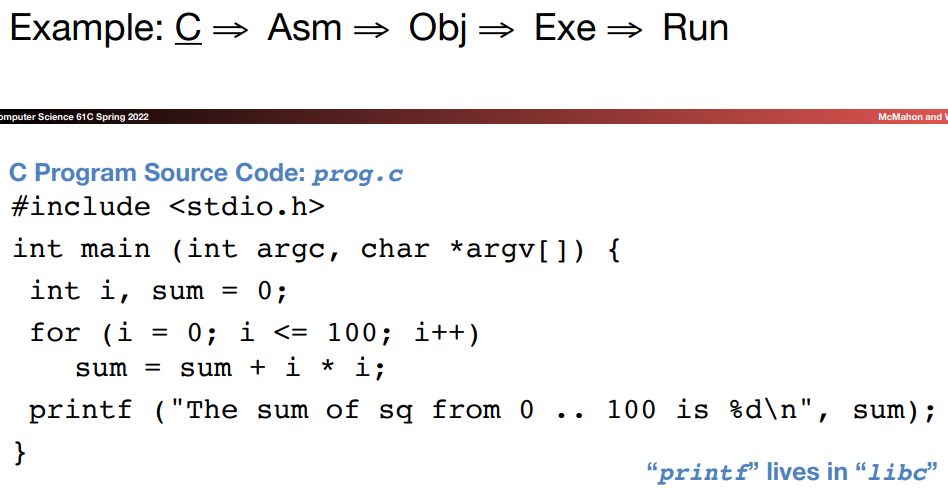 Example: C ⇒ Asm ⇒ Obj ⇒ Exe ⇒ Run
omputer Science 61C Spring 2022
McMahon and
C Program Source Code: prog.c
#include <stdio.h>
int main (int argc, char *argv[]) {
int i, sum = 0;
for (i = 0; i <= 100; i++)
sum = sum + i * i;
printf ("The sum of sq from 0 .. 100 is %d\n", sum);
}
“printf” lives in “libc”